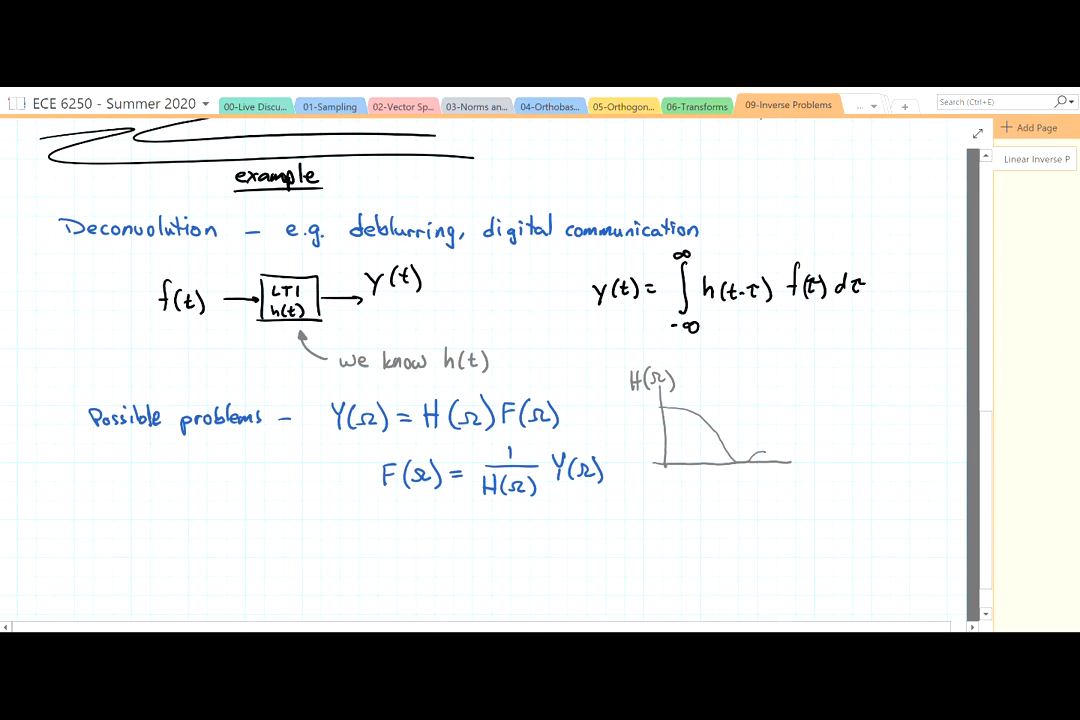 ECE 6250 - Summer 2020
00-Live Discu...
01-Sampling
02-Vector Sp...
03-Norms an...
04-Orthobas...
05-Orthogon...
06-Transforms
09-Inverse Problems
...
Search (Ctrl+E)
Add Page
Linear Inverse P
example
Deconvolution – e.g. deblurring, digital communication
f(t) → LTI h(t) → y(t)
y(t) = ∫_{-∞}^{∞} h(t-τ) f(τ) dτ
we know h(t)
H(Ω)
Possible problems – Y(Ω) = H(Ω)F(Ω)
F(Ω) = 1/H(Ω) Y(Ω)